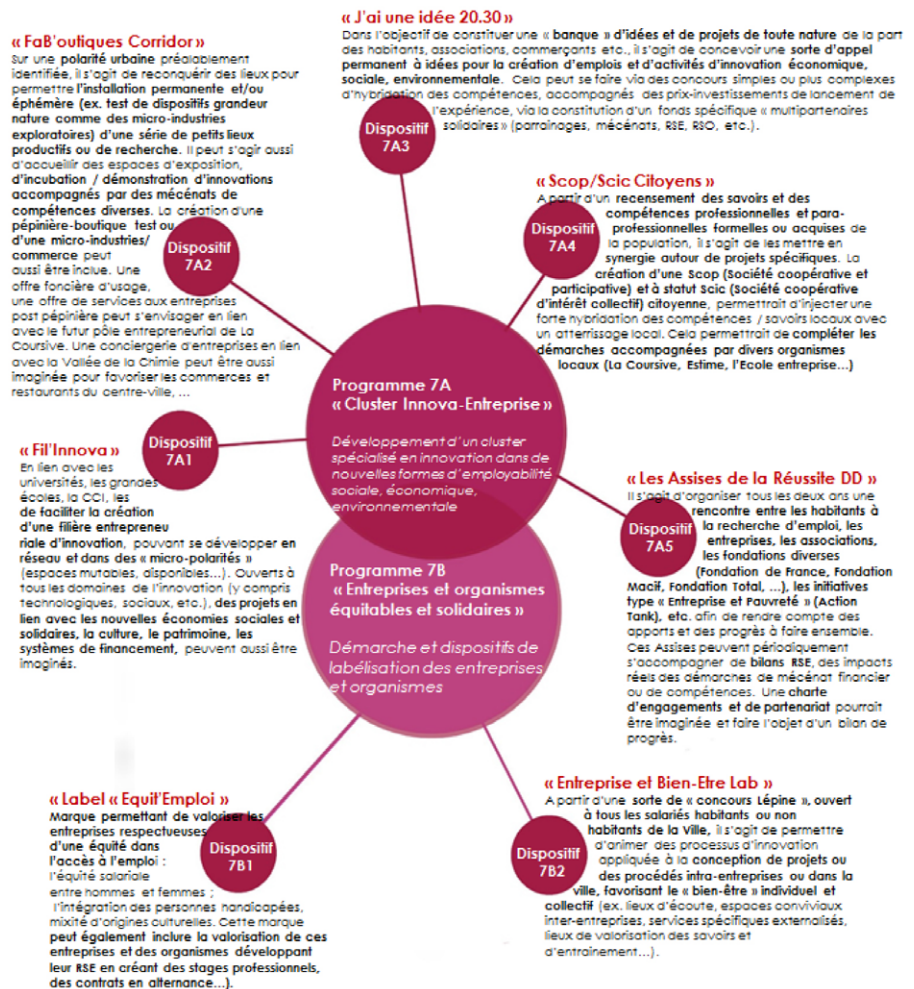 « J'ai une idée 20.30 »
Dans l'objectif de constituer une « banque » d'idées et de projets de toute nature de la part
des habitants, associations, commerçants etc., il s'agit de concevoir une sorte d'appel
permanent à idées pour la création d'emplois et d'activités d'innovation économique,
sociale, environnementale. Cela peut se faire via des concours simples ou plus complexes
d'hybridation des compétences, accompagnés des prix-investissements de lancement de
l'expérience, via la constitution d'un fonds spécifique « multipartenaires
solidaires » (parrainages, mécénats, RSE, RSO, etc.).
Dispositif
7A3
« FaB'outiques Corridor »
Sur une polarité urbaine préalablement
identifiée, il s'agit de reconquérir des lieux pour
permettre l'installation permanente et/ou
éphémère (ex. test de dispositifs grandeur
nature comme des micro-industries
exploratoires) d'une série de petits lieux
productifs ou de recherche. Il peut s'agir aussi
d'accueillir des espaces d'exposition,
d'incubation / démonstration d'innovations
accompagnés par des mécénats de
compétences diverses. La création d'une
pépinière-boutique test ou
d'une micro-industries/
commerce peut
aussi être inclue. Une
offre foncière d'usage,
une offre de services aux entreprises
post pépinière peut s'envisager en lien
avec le futur pôle entrepreneurial de La
Coursive. Une conciergerie d'entreprises en lien
avec la Vallée de la Chimie peut être aussi
imaginée pour favoriser les commerces et
restaurants du centre-ville, ...
Dispositif
7A2
« Scop/Scic Citoyens »
A partir d'un recensement des savoirs et des
compétences professionnelles et para-
professionnelles formelles ou acquises de
la population, il s'agit de les mettre en
synergie autour de projets spécifiques. La
création d'une Scop (Société coopérative et
participative) et à statut Scic (Société coopérative
d'intérêt collectif) citoyenne, permettrait d'injecter une
forte hybridation des compétences / savoirs locaux avec
un atterrissage local. Cela permettrait de compléter les
démarches accompagnées par divers organismes
locaux (La Coursive, Estime, l'Ecole entreprise...)
Dispositif
7A4
Programme 7A
« Cluster Innova-Entreprise »
Développement d'un cluster
spécialisé en innovation dans de
nouvelles formes d'employabilité
sociale, économique,
environnementale
« Fil'Innova »
En lien avec les
universités, les grandes
écoles, la CCI, les
de faciliter la création
d'une filière entrepreneu
riale d'innovation, pouvant se développer en
réseau et dans des « micro-polarités »
(espaces mutables, disponibles...). Ouverts à
tous les domaines de l'innovation (y compris
technologiques, sociaux, etc.), des projets en
lien avec les nouvelles économies sociales et
solidaires, la culture, le patrimoine, les
systèmes de financement, peuvent aussi être
imaginés.
Dispositif
7A1
« Les Assises de la Réussite DD »
Il s'agit d'organiser tous les deux ans une
rencontre entre les habitants à
la recherche d'emploi, les
entreprises, les associations,
les fondations diverses
(Fondation de France, Fondation
Macif, Fondation Total, ...), les initiatives
type « Entreprise et Pauvreté » (Action
Tank), etc. afin de rendre compte des
apports et des progrès à faire ensemble.
Ces Assises peuvent périodiquement
s'accompagner de bilans RSE, des impacts
réels des démarches de mécénat financier
ou de compétences. Une charte
d'engagements et de partenariat pourrait
être imaginée et faire l'objet d'un bilan de
progrès.
Dispositif
7A5
Programme 7B
« Entreprises et organismes
équitables et solidaires »
Démarche et dispositifs de
labélisation des entreprises
et organismes
« Label « Equit'Emploi »
Marque permettant de valoriser les
entreprises respectueuses
d'une équité dans
l'accès à l'emploi :
l'équité salariale
entre hommes et femmes ;
l'intégration des personnes handicapées,
mixité d'origines culturelles. Cette marque
peut également inclure la valorisation de ces
entreprises et des organismes développant
leur RSE en créant des stages professionnels,
des contrats en alternance...).
Dispositif
7B1
« Entreprise et Bien-Etre Lab »
A partir d'une sorte de « concours Lépine », ouvert
à tous les salariés habitants ou non
habitants de la Ville, il s'agit de permettre
d'animer des processus d'innovation
appliquée à la conception de projets ou
des procédés intra-entreprises ou dans la
ville, favorisant le « bien-être » individuel et
collectif (ex. lieux d'écoute, espaces conviviaux
inter-entreprises, services spécifiques externalisés,
lieux de valorisation des savoirs et
d'entraînement...).
Dispositif
7B2